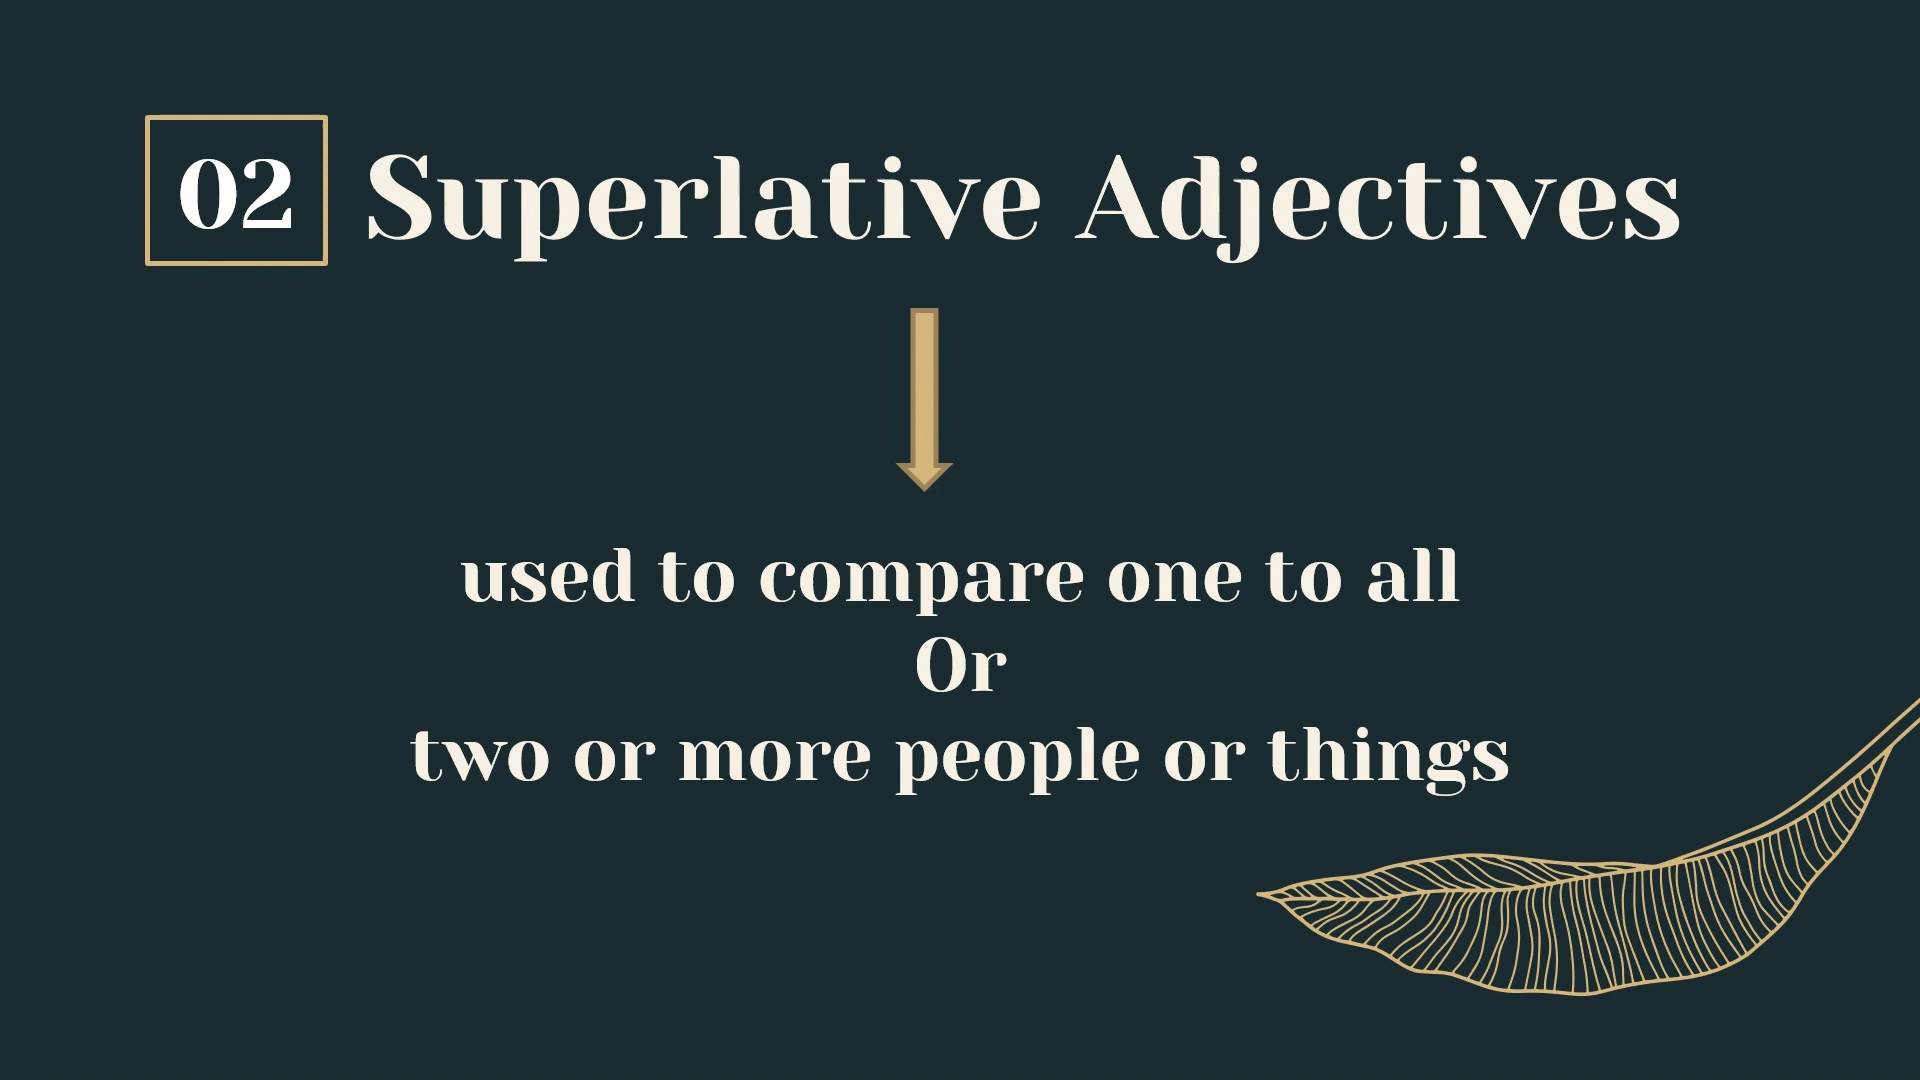 02 Superlative Adjectives
used to compare one to all
Or
two or more people or things